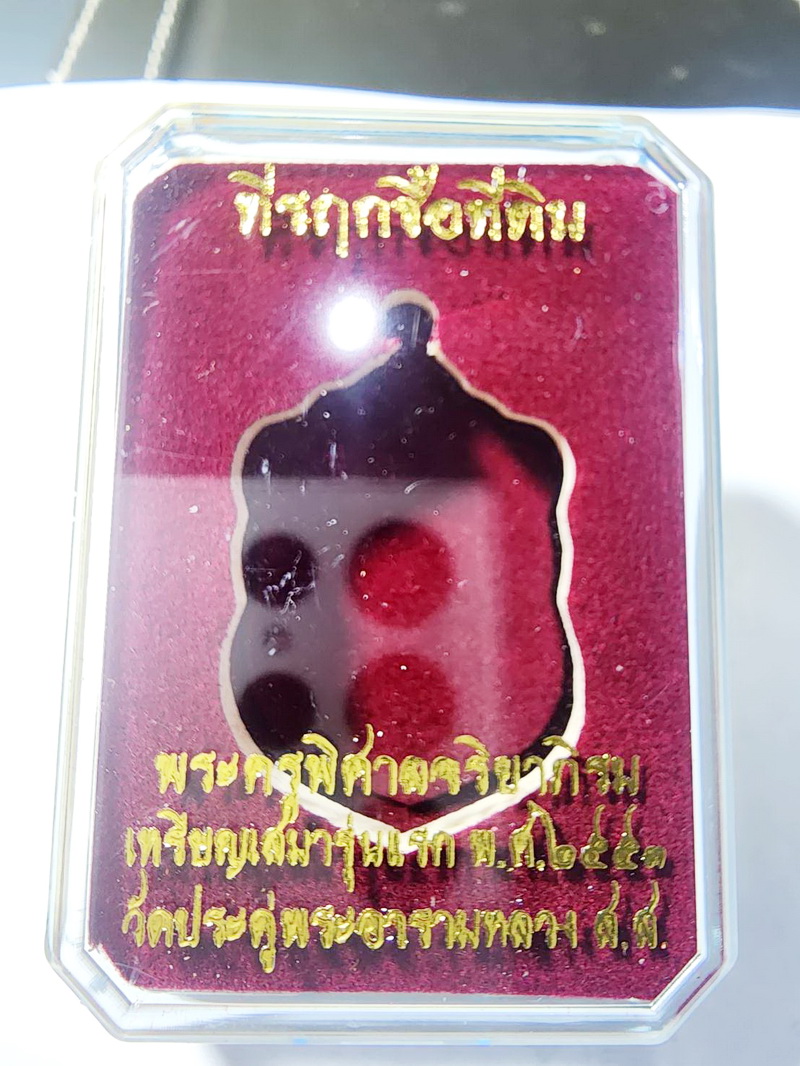 ที่รฤกซื้อที่ดิน
พระครูพิศาลจริยาภิรม
เหรียญเสมารุ่นแรก พ.ศ.๒๕๕๓
วัดประดู่พระอารามหลวง ส.ส.